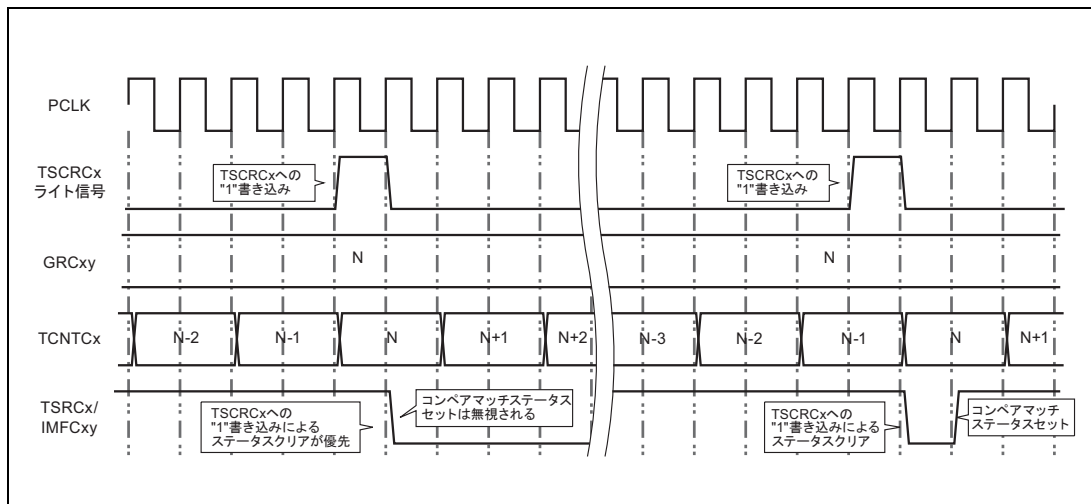 PCLK
TSCRCx
ライト信号
TSCRCxへの
"1"書き込み
TSCRCxへの
"1"書き込み
GRCxy
N
N
TCNTCx
N-2
N-1
N
N+1
N+2
N-3
N-2
N-1
N
N+1
TSRCx/
IMFCxy
TSCRCxへの
"1"書き込みによる
ステータスクリアが優先
コンペアマッチステータス
セットは無視される
TSCRCxへの
"1"書き込みによる
ステータスクリア
コンペアマッチ
ステータスセット